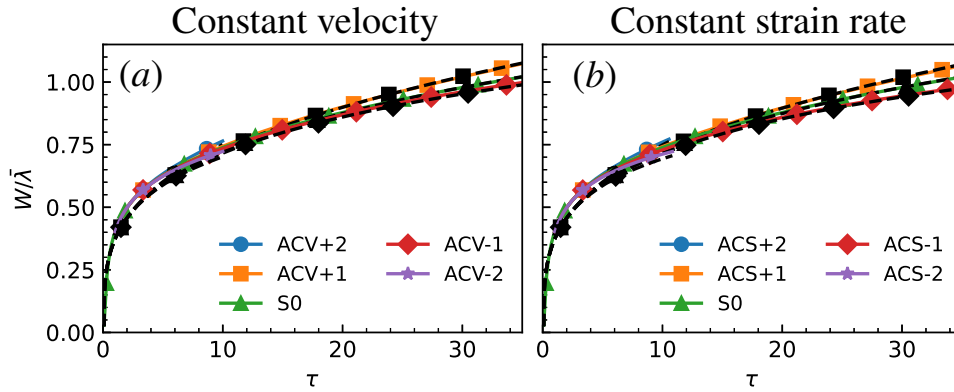 Constant velocity
Constant strain rate
(a)
(b)
W/λ̄
1.00
0.75
0.50
0.25
0.00
ACV+2
ACV+1
S0
ACV-1
ACV-2
ACS+2
ACS+1
S0
ACS-1
ACS-2
0 10 20 30
0 10 20 30
τ
τ